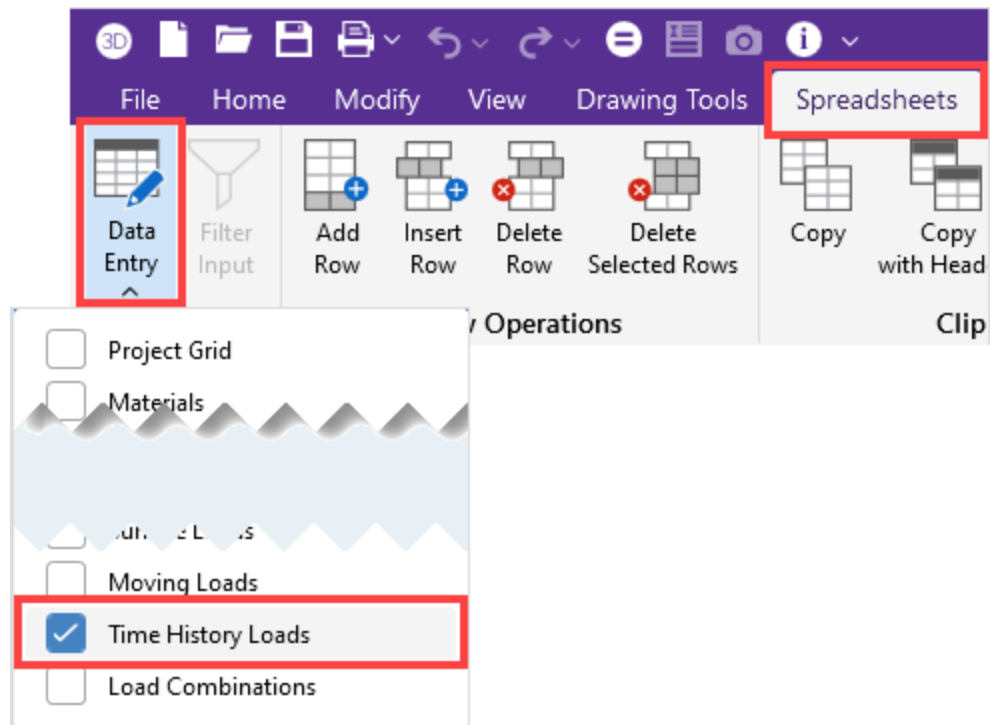 3D
File Home Modify View Drawing Tools Spreadsheets
Data Entry
Filter Input
Add Row
Insert Row
Delete Row
Delete Selected Rows
Copy
Copy with Head
Operations
Clip
Project Grid
Materials
Moving Loads
Time History Loads
Load Combinations